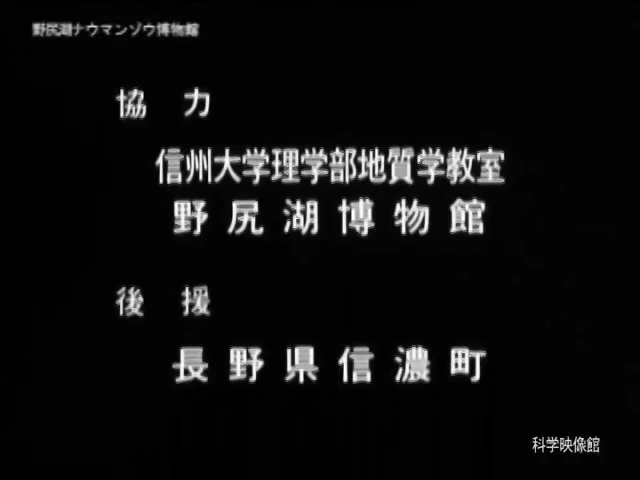 野尻湖ナウマンゾウ博物館
協 力
信州大学理学部地質学教室
野尻湖博物館
後 援
長野県信濃町
科学映像館